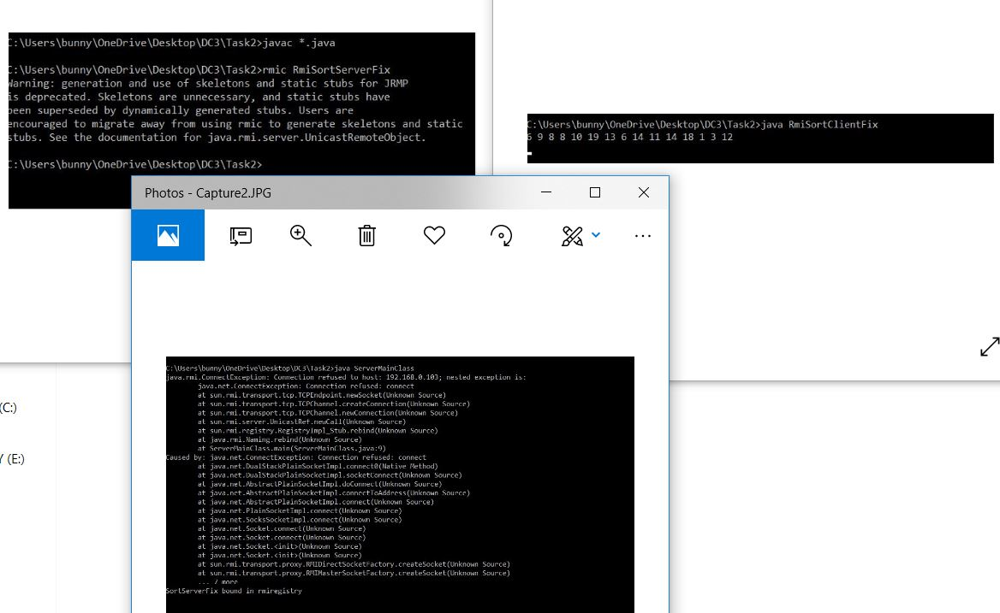 C:\Users\bunny\OneDrive\Desktop\DC3\Task2>javac *.java
C:\Users\bunny\OneDrive\Desktop\DC3\Task2>rmic RmiSortServerFix
Warning: generation and use of skeletons and static stubs for JRMP
is deprecated. Skeletons are unnecessary, and static stubs have
been superseded by dynamically generated stubs. Users are
encouraged to migrate away from using rmic to generate skeletons and static
stubs. See the documentation for java.rmi.server.UnicastRemoteObject.
C:\Users\bunny\OneDrive\Desktop\DC3\Task2>
C:\Users\bunny\OneDrive\Desktop\DC3\Task2>java RmiSortClientFix
6 9 8 8 10 19 13 6 14 11 14 18 1 3 12
Photos - Capture2.JPG
C:\Users\bunny\OneDrive\Desktop\DC3\Task2>java ServerMainClass
java.rmi.ConnectException: Connection refused to host: 192.168.0.103; nested exception is:
java.net.ConnectException: Connection refused: connect
at sun.rmi.transport.tcp.TCPEndpoint.newSocket(Unknown Source)
at sun.rmi.transport.tcp.TCPChannel.createConnection(Unknown Source)
at sun.rmi.transport.tcp.TCPChannel.newConnection(Unknown Source)
at sun.rmi.server.UnicastRef.newCall(Unknown Source)
at sun.rmi.registry.RegistryImpl_Stub.rebind(Unknown Source)
at java.rmi.Naming.rebind(Unknown Source)
at ServerMainClass.main(ServerMainClass.java:9)
Caused by: java.net.ConnectException: Connection refused: connect
at java.net.DualStackPlainSocketImpl.connect0(Native Method)
at java.net.DualStackPlainSocketImpl.socketConnect(Unknown Source)
at java.net.AbstractPlainSocketImpl.doConnect(Unknown Source)
at java.net.AbstractPlainSocketImpl.connectToAddress(Unknown Source)
at java.net.AbstractPlainSocketImpl.connect(Unknown Source)
at java.net.PlainSocketImpl.connect(Unknown Source)
at java.net.SocksSocketImpl.connect(Unknown Source)
at java.net.Socket.connect(Unknown Source)
at java.net.Socket.connect(Unknown Source)
at java.net.Socket.<init>(Unknown Source)
at java.net.Socket.<init>(Unknown Source)
at sun.rmi.transport.proxy.RMIDirectSocketFactory.createSocket(Unknown Source)
at sun.rmi.transport.proxy.RMIMasterSocketFactory.createSocket(Unknown Source)
... 7 more
SortServerFix bound in rmiregistry
(C:)
Y (E:)